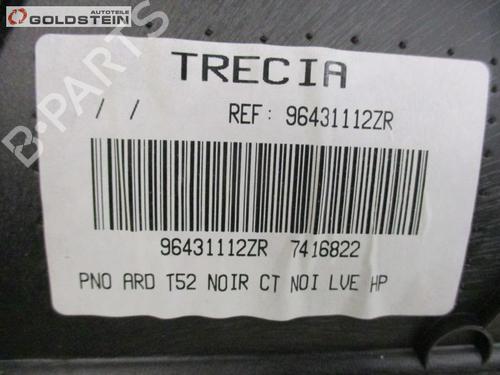 AUTOTEILE
GOLDSTEIN
TRECIA
/ / REF: 96431112ZR
96431112ZR 7416822
PNO ARD T52 NOIR CT NOI LVE HP
B-PARTS